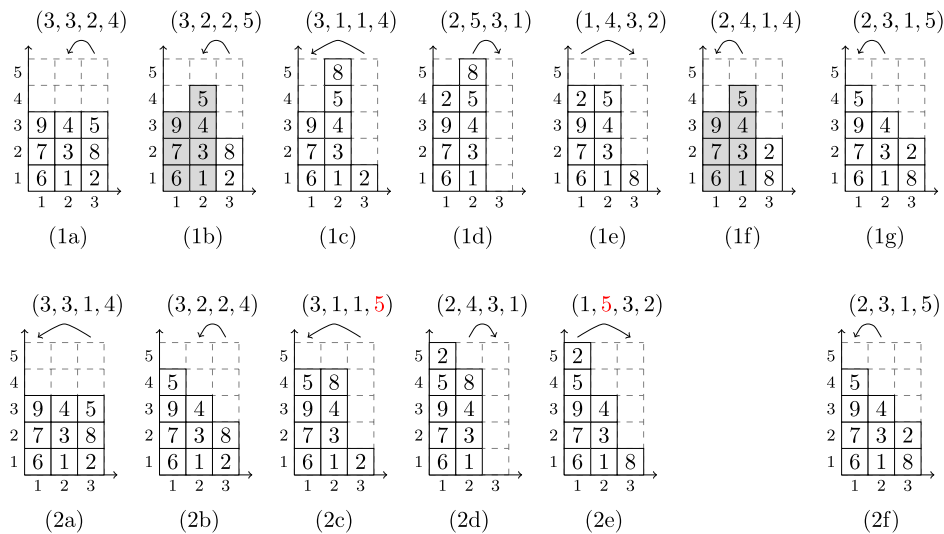 (3, 3, 2, 4) (3, 2, 2, 5) (3, 1, 1, 4) (2, 5, 3, 1) (1, 4, 3, 2) (2, 4, 1, 4) (2, 3, 1, 5)
5 5 5 8 5 8 5 5 5
4 4 5 4 5 4 2 5 4 2 5 4 5 4 5
3 9 4 5 3 9 4 3 9 4 3 9 4 3 9 4 3 9 4 3 9 4
2 7 3 8 2 7 3 8 2 7 3 2 7 3 2 7 3 2 7 3 2 2 7 3 2
1 6 1 2 1 6 1 2 1 6 1 2 1 6 1 1 6 1 8 1 6 1 8 1 6 1 8
1 2 3 1 2 3 1 2 3 1 2 3 1 2 3 1 2 3 1 2 3
(1a) (1b) (1c) (1d) (1e) (1f) (1g)
(3, 3, 1, 4) (3, 2, 2, 4) (3, 1, 1, 5) (2, 4, 3, 1) (1, 5, 3, 2) (2, 3, 1, 5)
5 5 5 5 2 5 2 5
4 4 5 4 5 8 4 5 8 4 5 4 5
3 9 4 5 3 9 4 3 9 4 3 9 4 3 9 4 3 9 4
2 7 3 8 2 7 3 8 2 7 3 2 7 3 2 7 3 2 7 3 2
1 6 1 2 1 6 1 2 1 6 1 2 1 6 1 1 6 1 8 1 6 1 8
1 2 3 1 2 3 1 2 3 1 2 3 1 2 3 1 2 3
(2a) (2b) (2c) (2d) (2e) (2f)